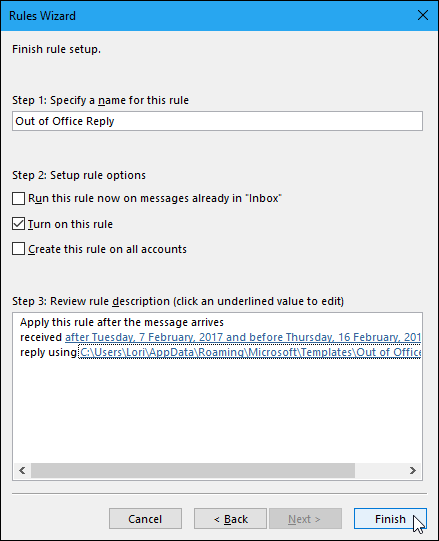 Rules Wizard
Finish rule setup.
Step 1: Specify a name for this rule
Out of Office Reply
Step 2: Setup rule options
Run this rule now on messages already in "Inbox"
Turn on this rule
Create this rule on all accounts
Step 3: Review rule description (click an underlined value to edit)
Apply this rule after the message arrives
received after Tuesday, 7 February, 2017 and before Thursday, 16 February, 201
reply using C:\Users\Lori\AppData\Roaming\Microsoft\Templates\Out of Office
Cancel
< Back
Next >
Finish